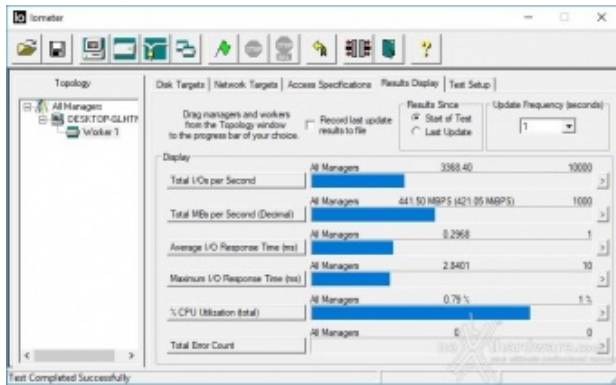 Iometer
Topology
All Managers
Worker 1
Disk Targets | Network Targets | Access Specifications | Results Display | Test Setup
Drag managers and workers
from the Topology window
to the progress bar of your choice.
Record last update
results to file
Results Since
Start of Test
Last Update
Update Frequency (seconds)
1
Display
All Managers 3368.40 10000
Total I/Os per Second
All Managers 441.50 MBPS (421.05 MiBPS) 1000
Total MBs per Second (Decimal)
All Managers 0.2968 1
Average I/O Response Time (ms)
All Managers 2.8401 10
Maximum I/O Response Time (ms)
All Managers 0.79 % 1 %
% CPU Utilization (total)
All Managers 0 0
Total Error Count
Test Completed Successfully